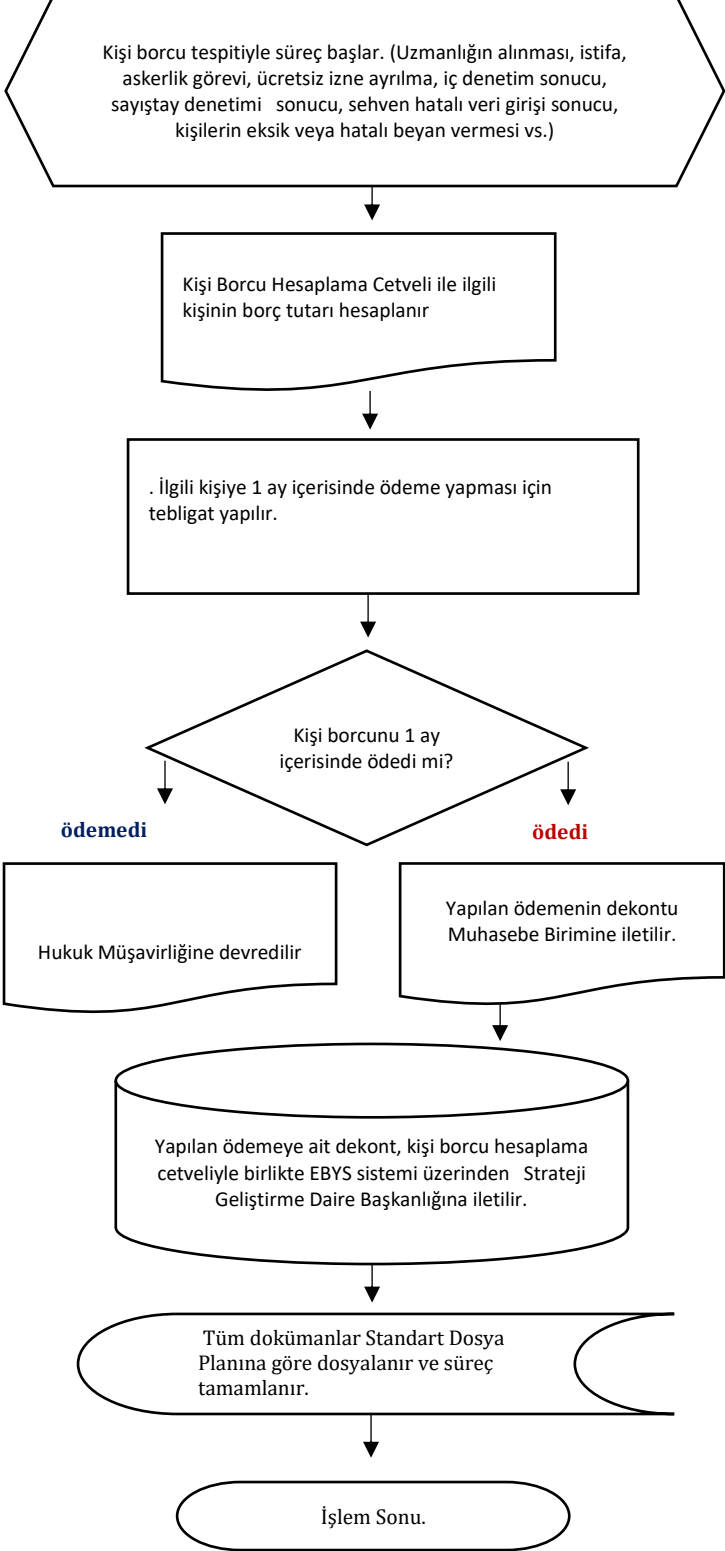 Kişi borcu tespitiyle süreç başlar. (Uzmanlığın alınması, istifa,
askerlik görevi, ücretsiz izne ayrılma, iç denetim sonucu,
sayıştay denetimi sonucu, sehven hatalı veri girişi sonucu,
kişilerin eksik veya hatalı beyan vermesi vs.)
Kişi Borcu Hesaplama Cetveli ile ilgili
kişinin borç tutarı hesaplanır
. İlgili kişiye 1 ay içerisinde ödeme yapması için
tebligat yapılır.
Kişi borcunu 1 ay
içerisinde ödedi mi?
ödemedi
ödedi
Hukuk Müşavirliğine devredilir
Yapılan ödemenin dekontu
Muhasebe Birimine iletilir.
Yapılan ödemeye ait dekont, kişi borcu hesaplama
cetveliyle birlikte EBYS sistemi üzerinden Strateji
Geliştirme Daire Başkanlığına iletilir.
Tüm dokümanlar Standart Dosya
Planına göre dosyalanır ve süreç
tamamlanır.
İşlem Sonu.